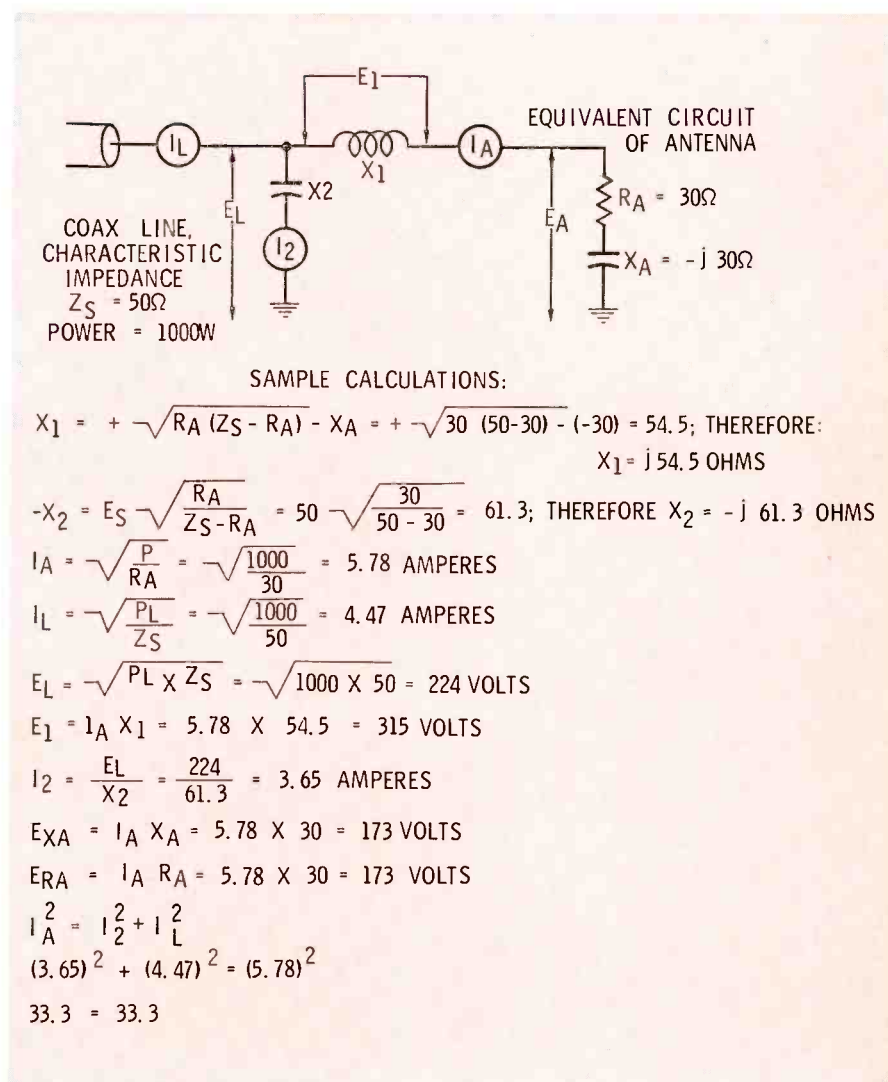 E1
EQUIVALENT CIRCUIT
OF ANTENNA
IL
X1
IA
X2
EL
I2
EA
RA = 30Ω
XA = -j 30Ω
COAX LINE,
CHARACTERISTIC
IMPEDANCE
ZS = 50Ω
POWER = 1000W
SAMPLE CALCULATIONS:
X1 = + √RA (ZS - RA) - XA = + √30 (50-30) - (-30) = 54.5; THEREFORE:
X1 = j 54.5 OHMS
-X2 = ES √RA/ZS-RA = 50 √30/50 - 30 = 61.3; THEREFORE X2 = -j 61.3 OHMS
IA = √P/RA = √1000/30 = 5.78 AMPERES
IL = √PL/ZS = √1000/50 = 4.47 AMPERES
EL = √PL X ZS = √1000 X 50 = 224 VOLTS
E1 = IA X1 = 5.78 X 54.5 = 315 VOLTS
I2 = EL/X2 = 224/61.3 = 3.65 AMPERES
EXA = IA XA = 5.78 X 30 = 173 VOLTS
ERA = IA RA = 5.78 X 30 = 173 VOLTS
I²A = I²2 + I²L
(3.65)² + (4.47)² = (5.78)²
33.3 = 33.3